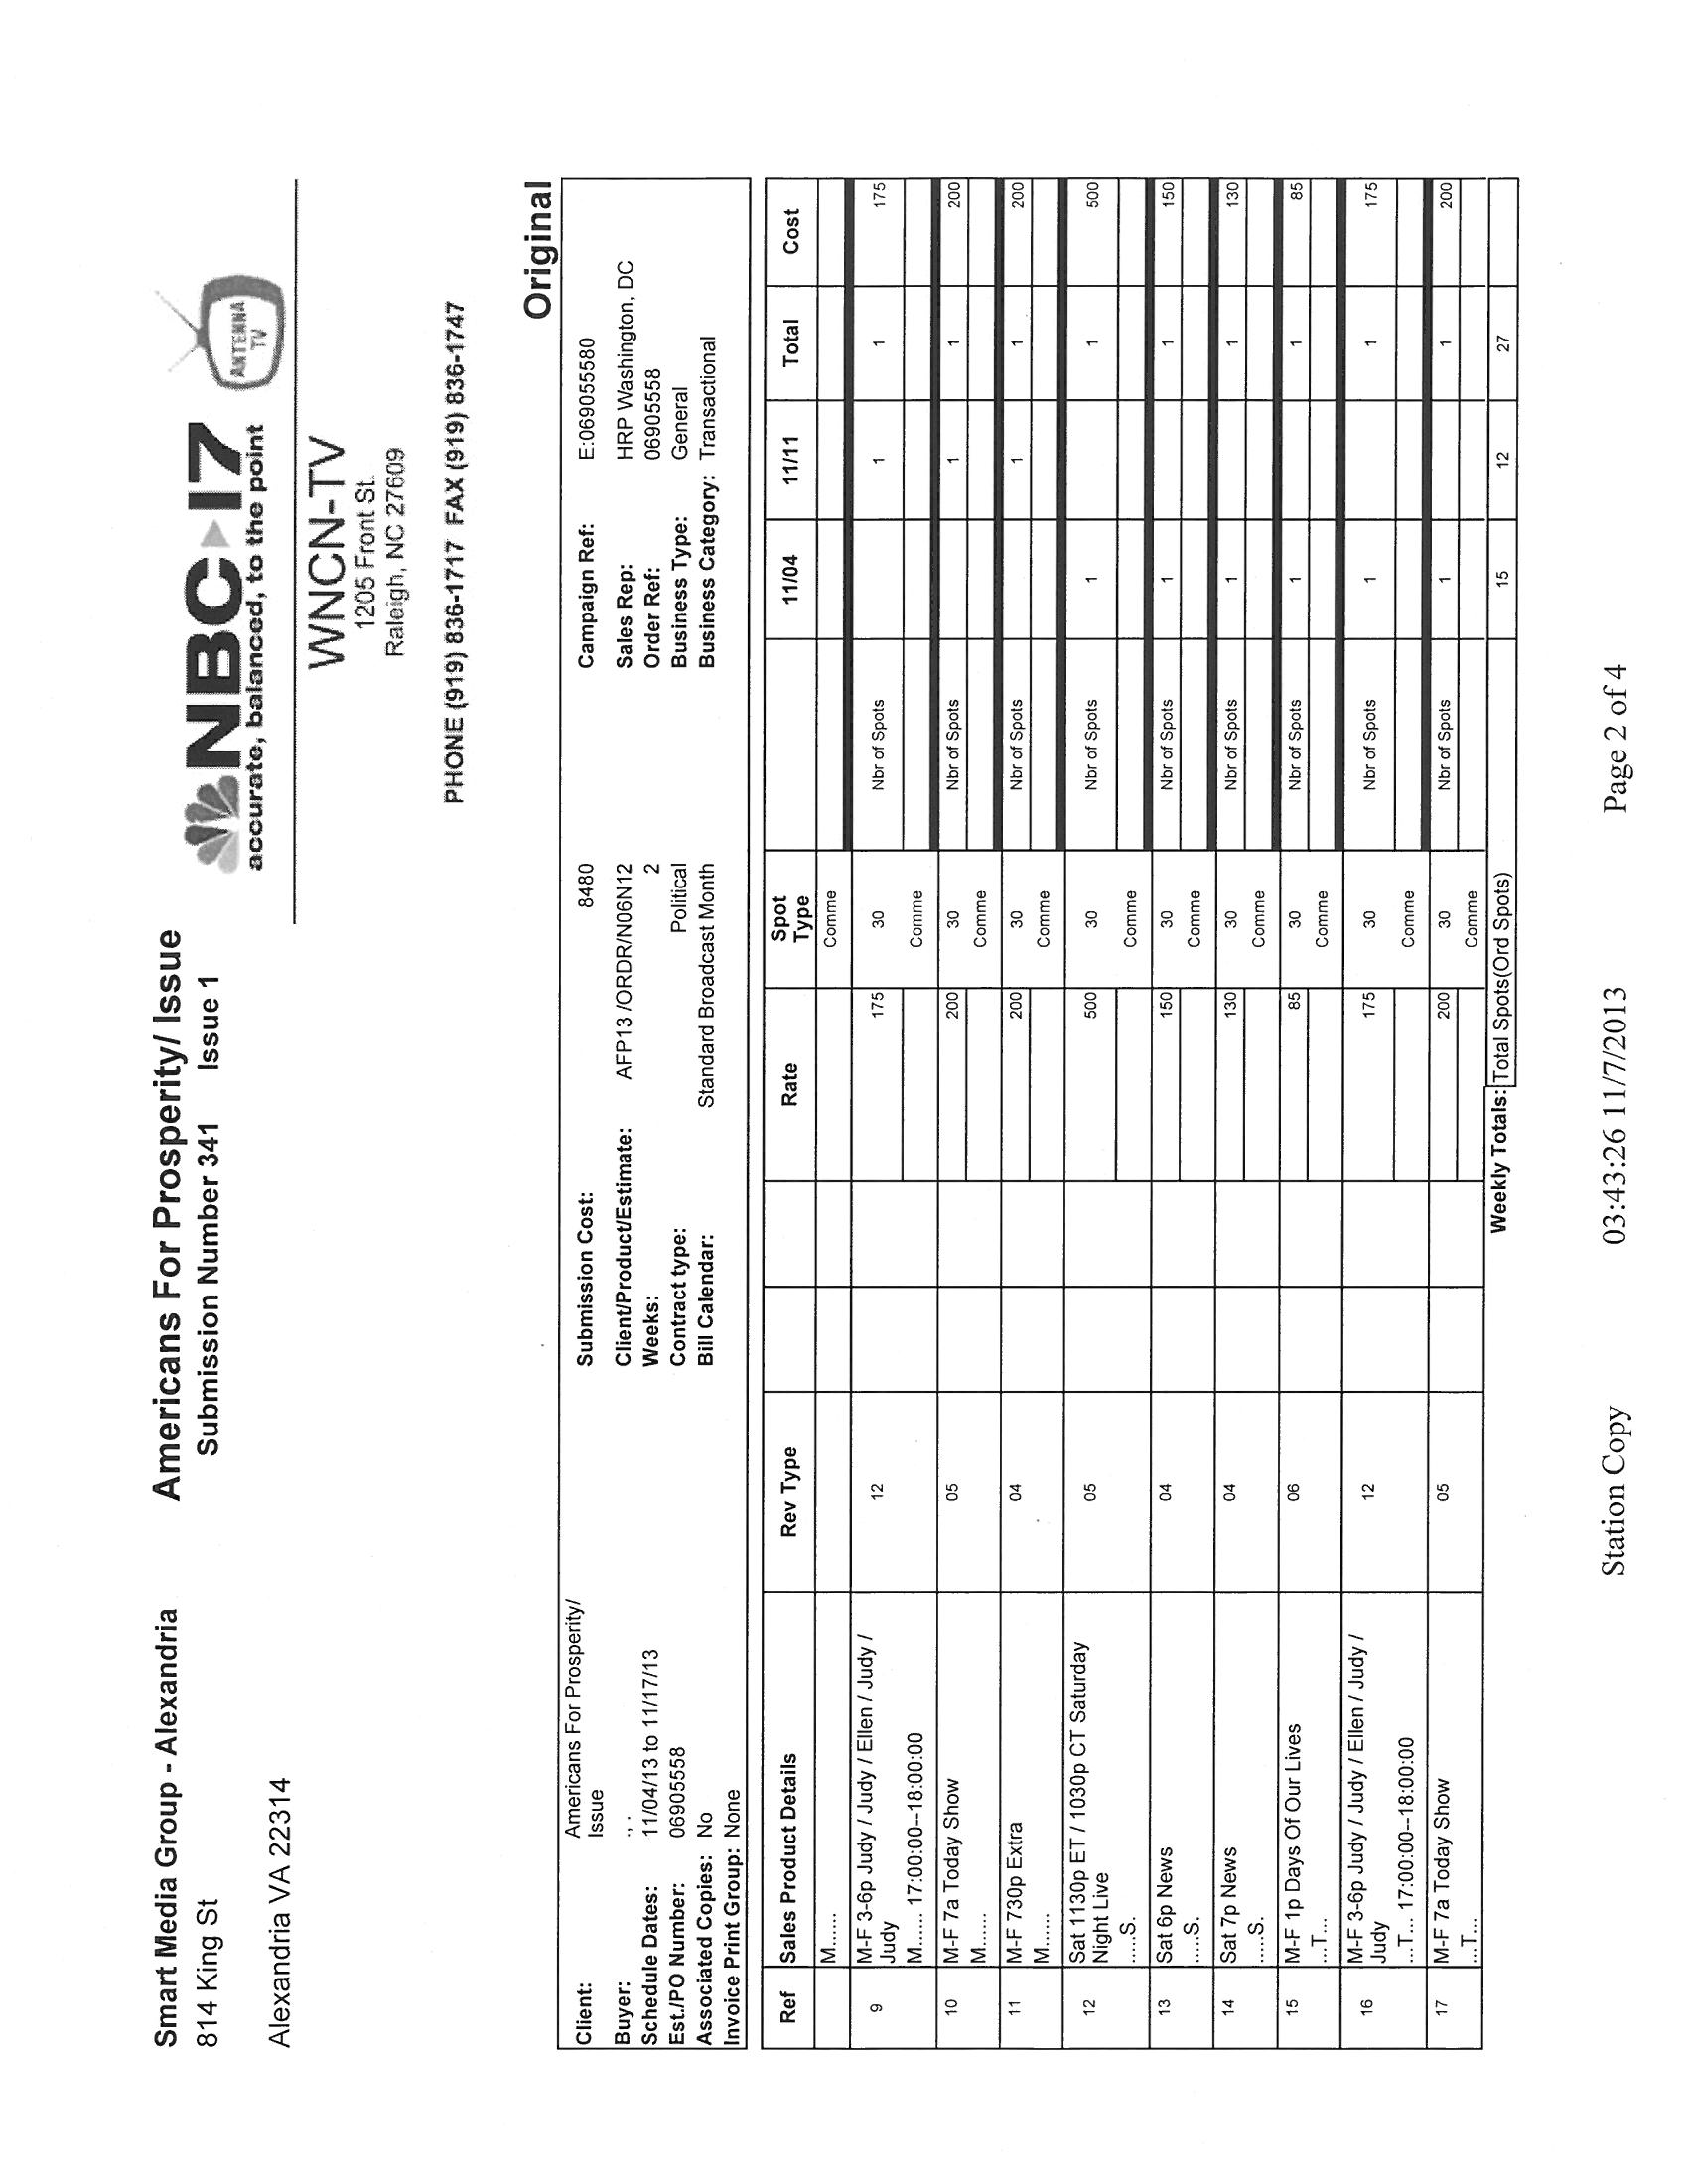 Smart Media Group - Alexandria
814 King St
Alexandria VA 22314
Americans For Prosperity/ Issue
Submission Number 341 Issue 1
NBC 17
accurate, balanced, to the point
ANTENNA
TV
WNCN-TV
1205 Front St.
Raleigh, NC 27609
PHONE (919) 836-1717 FAX (919) 836-1747
Original
Client: Americans For Prosperity/ Submission Cost: 8480 Campaign Ref: E:0690555580
Issue
Buyer: ., . Client/Product/Estimate: AFP13 /ORDR/N06N12 Sales Rep: HRP Washington, DC
Schedule Dates: 11/04/13 to 11/17/13 Weeks: 2 Order Ref: 06905558
Est./PO Number: 06905558 Contract type: Political Business Type: General
Associated Copies: No Bill Calendar: Standard Broadcast Month Business Category: Transactional
Invoice Print Group: None
Ref Sales Product Details Rev Type Rate Spot Type 11/04 11/11 Total Cost
M...... Comme
9 M-F 3-6p Judy / Judy / Ellen / Judy / 12 175 30 Nbr of Spots 1 1 175
Judy
M...... 17:00:00--18:00:00 Comme
10 M-F 7a Today Show 05 200 30 Nbr of Spots 1 1 200
M...... Comme
11 M-F 730p Extra 04 200 30 Nbr of Spots 1 1 200
M...... Comme
12 Sat 1130p ET / 1030p CT Saturday 05 500 30 Nbr of Spots 1 1 500
Night Live
.....S. Comme
13 Sat 6p News 04 150 30 Nbr of Spots 1 1 150
.....S. Comme
14 Sat 7p News 04 130 30 Nbr of Spots 1 1 130
.....S. Comme
15 M-F 1p Days Of Our Lives 06 85 30 Nbr of Spots 1 1 85
...T... Comme
16 M-F 3-6p Judy / Judy / Ellen / Judy / 12 175 30 Nbr of Spots 1 1 175
Judy
...T... 17:00:00--18:00:00 Comme
17 M-F 7a Today Show 05 200 30 Nbr of Spots 1 1 200
...T... Comme
Weekly Totals: Total Spots(Ord Spots) 15 12 27
Station Copy 03:43:26 11/7/2013 Page 2 of 4